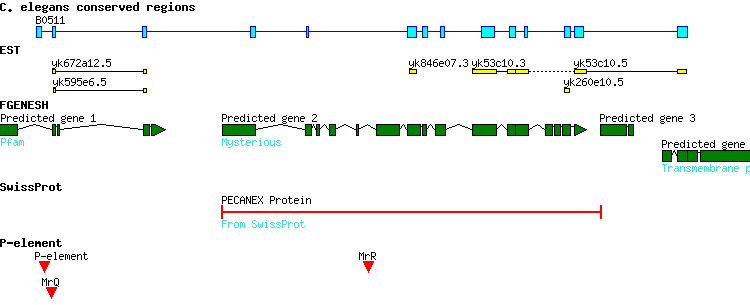 C. elegans conserved regions
B0511
EST
yk672a12.5
yk846e07.3
yk53c10.3
yk53c10.5
yk595e6.5
yk260e10.5
FGENESH
Predicted gene 1
Predicted gene 2
Predicted gene 3
Pfam
Mysterious
Predicted gene
Transmembrane p
SwissProt
PECANEX Protein
From SwissProt
P-element
P-element
MrR
MrQ